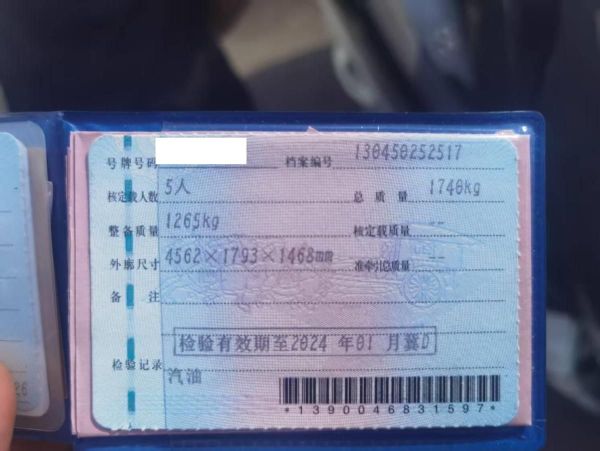 号牌号码 档案编号 130450252517
核定载人数 5人 总质量 1740kg
整备质量 1265kg 核定载质量 --
外廓尺寸 4562×1793×1468mm 准牵引总质量 --
备注
检验有效期至2024年01月冀D
检验记录
汽油
*1390046831597*
26